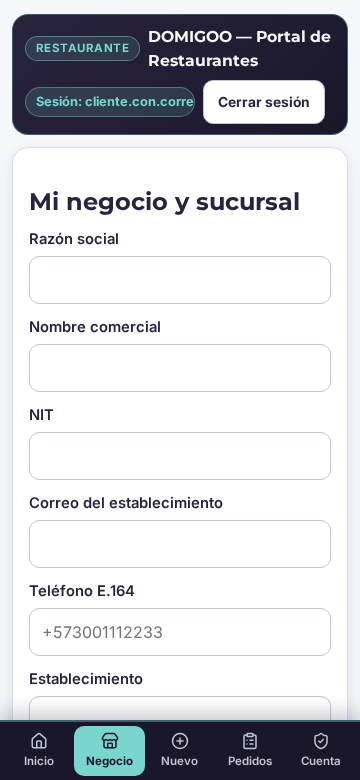 RESTAURANTE
DOMIGOO — Portal de
Restaurantes
Sesión: cliente.con.corre
Cerrar sesión
Mi negocio y sucursal
Razón social
Nombre comercial
NIT
Correo del establecimiento
Teléfono E.164
+573001112233
Establecimiento
Inicio
Negocio
Nuevo
Pedidos
Cuenta